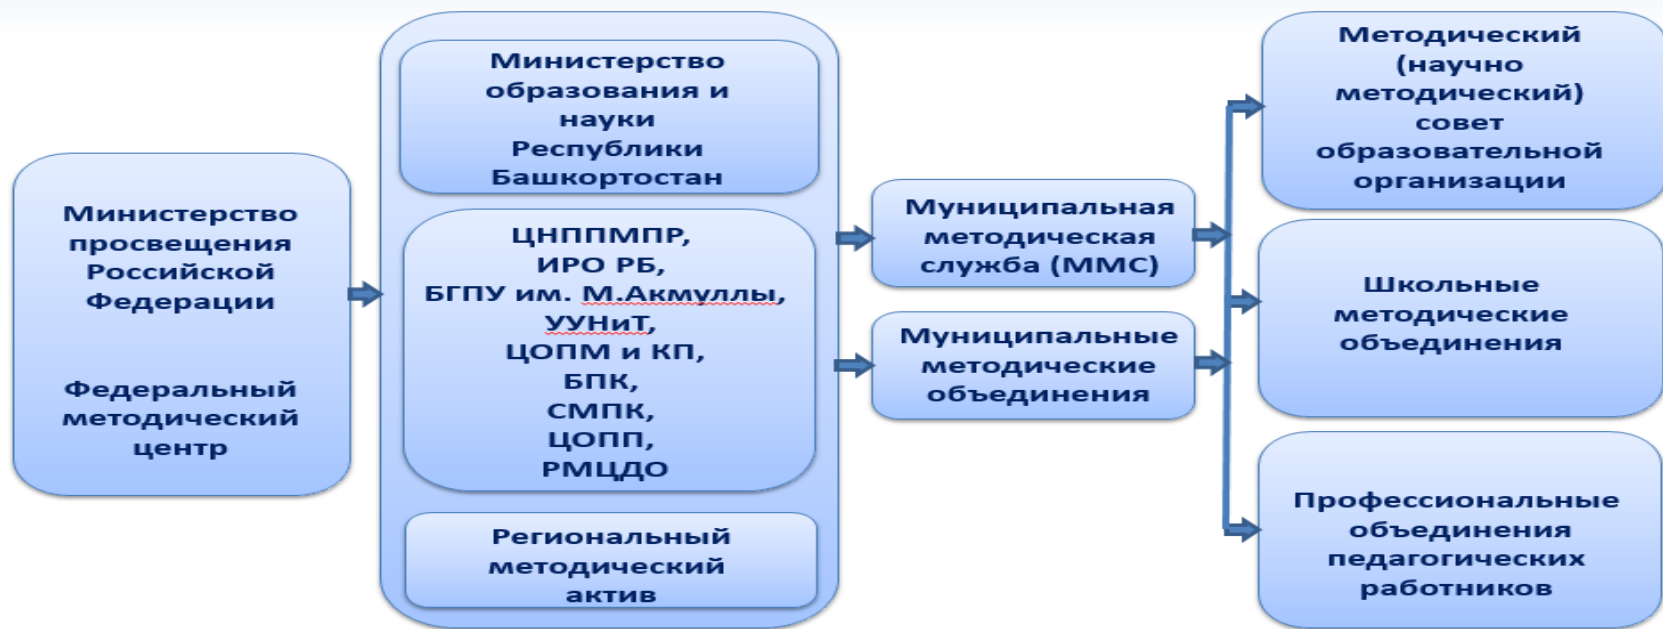 Министерство
просвещения
Российской
Федерации
Федеральный
методический
центр
Министерство
образования и
науки
Республики
Башкортостан
ЦНППМПР,
ИРО РБ,
БГПУ им. М.Акмуллы,
УУНиТ,
ЦОПМ и КП,
БПК,
СМПК,
ЦОПП,
РМЦДО
Региональный
методический
актив
Муниципальная
методическая
служба (ММС)
Муниципальные
методические
объединения
Методический
(научно
методический)
совет
образовательной
организации
Школьные
методические
объединения
Профессиональные
объединения
педагогических
работников